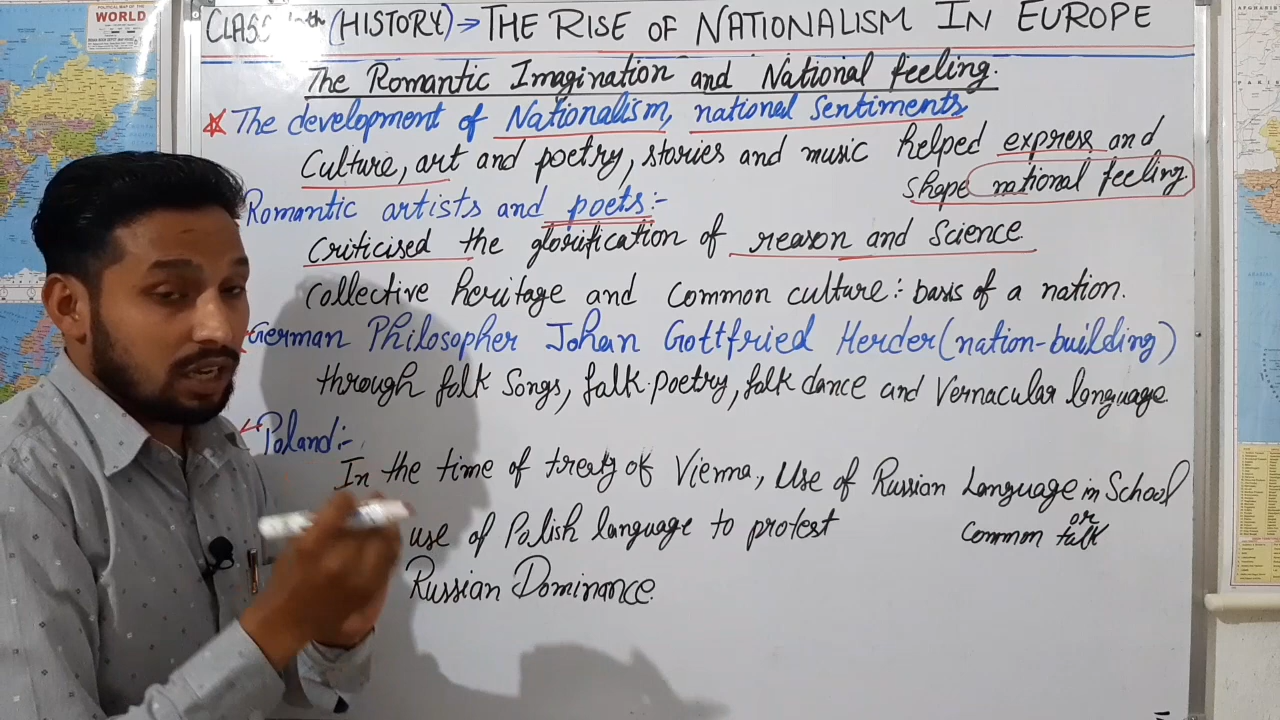 POLITICAL MAP OF THE
WORLD
CLASS 10th (HISTORY) → THE RISE OF NATIONALISM IN EUROPE
The Romantic Imagination and National feeling.
The development of Nationalism, national sentiments
Culture, art and poetry, stories and music helped express and
shape national feeling.
Romantic artists and poets:-
Criticised the glorification of reason and Science
Collective heritage and Common culture: basis of a nation.
German Philosopher Johan Gottfried Herder (nation-building)
through folk songs, folk poetry, folk dance and Vernacular language.
Poland:-
In the time of treaty of Vienna, Use of Russian Language in School
or
Common talk
use of Polish language to protest
Russian Dominance.